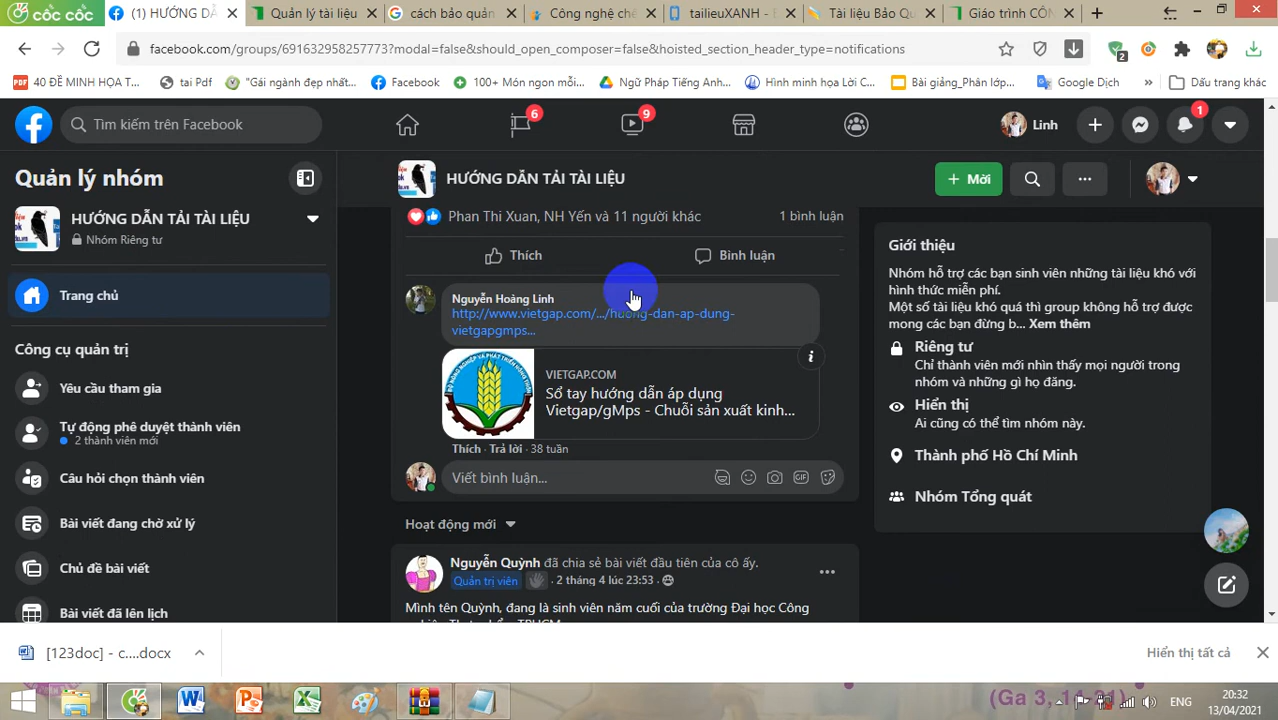 cốc cốc
(1) HƯỚNG DẪ
Quản lý tài liệu
cách bảo quản
Công nghệ chế
tailieuXANH - B
Tài liệu Bảo Qu
Giáo trình CÔN
facebook.com/groups/691632958257773?modal=false&should_open_composer=false&hoisted_section_header_type=notifications
2
PDF 40 ĐỀ MINH HỌA T...
tai Pdf
"Gái ngành đẹp nhất...
Facebook
100+ Món ngon mỗi...
Ngữ Pháp Tiếng Anh...
Hình minh họa Lời C...
Bài giảng_Phân lớp...
Google Dịch
»
Dấu trang khác
Tìm kiếm trên Facebook
6
9
Linh
1
Quản lý nhóm
HƯỚNG DẪN TẢI TÀI LIỆU
Nhóm Riêng tư
Trang chủ
Công cụ quản trị
Yêu cầu tham gia
Tự động phê duyệt thành viên
2 thành viên mới
Câu hỏi chọn thành viên
Bài viết đang chờ xử lý
Chủ đề bài viết
Bài viết đã lên lịch
HƯỚNG DẪN TẢI TÀI LIỆU
+ Mới
Phan Thi Xuan, NH Yến và 11 người khác
1 bình luận
Thích
Bình luận
Nguyễn Hoàng Linh
http://www.vietgap.com/.../huong-dan-ap-dung-
vietgapgmps...
VIETGAP.COM
Sổ tay hướng dẫn áp dụng
Vietgap/gMps - Chuỗi sản xuất kinh...
Thích · Trả lời · 38 tuần
Viết bình luận...
GIF
Hoạt động mới
Nguyễn Quỳnh đã chia sẻ bài viết đầu tiên của cô ấy.
Quản trị viên · 2 tháng 4 lúc 23:53 ·
Mình tên Quỳnh, đang là sinh viên năm cuối của trường Đại học Công
Giới thiệu
Nhóm hỗ trợ các bạn sinh viên những tài liệu khó với
hình thức miễn phí.
Một số tài liệu khó quá thì group không hỗ trợ được
mong các bạn đừng b... Xem thêm
Riêng tư
Chỉ thành viên mới nhìn thấy mọi người trong
nhóm và những gì họ đăng.
Hiển thị
Ai cũng có thể tìm nhóm này.
Thành phố Hồ Chí Minh
Nhóm Tổng quát
[123doc] - c....docx
Hiển thị tất cả
(Ga 3, 14-21)
ENG
20:32
13/04/2021